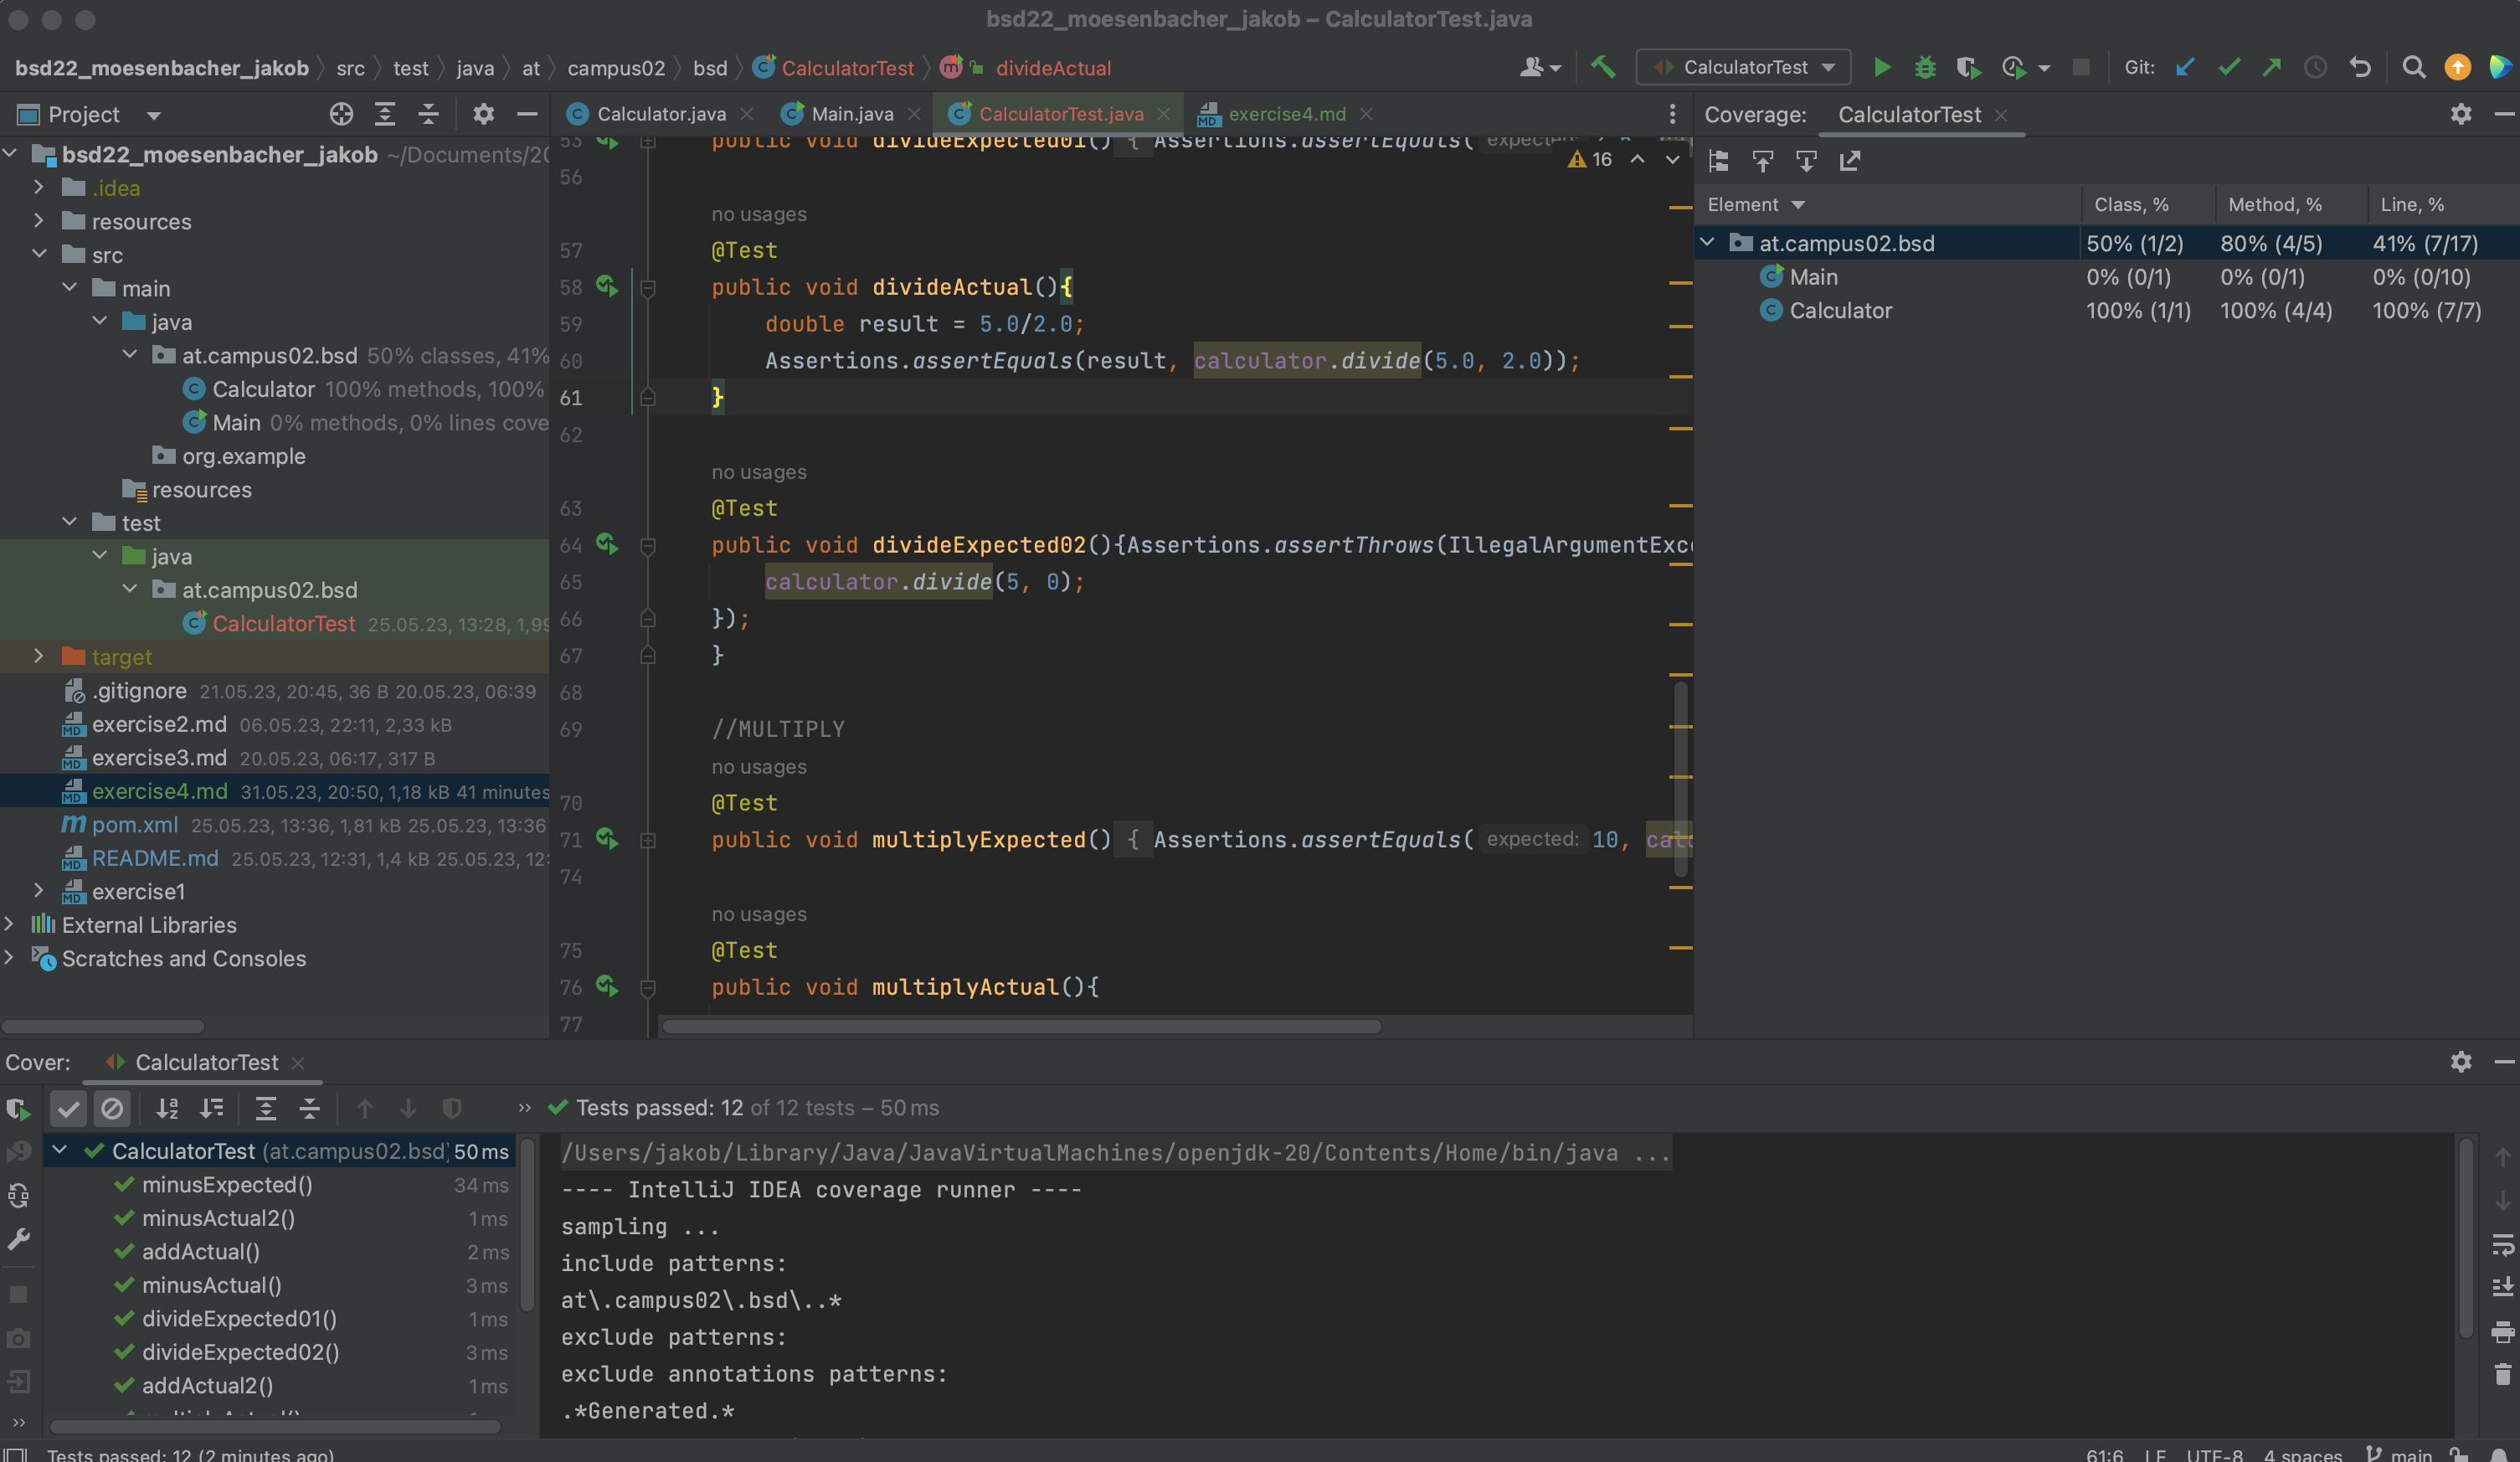 bsd22_moesenbacher_jakob – CalculatorTest.java
bsd22_moesenbacher_jakob src test java at campus02 bsd CalculatorTest divideActual
CalculatorTest
Git:
Project
Calculator.java
Main.java
CalculatorTest.java
exercise4.md
Coverage: CalculatorTest
bsd22_moesenbacher_jakob ~/Documents/20
.idea
resources
src
main
java
at.campus02.bsd 50% classes, 41%
Calculator 100% methods, 100%
Main 0% methods, 0% lines cove
org.example
resources
test
java
at.campus02.bsd
CalculatorTest 25.05.23, 13:28, 1,99
target
.gitignore 21.05.23, 20:45, 36 B 20.05.23, 06:39
exercise2.md 06.05.23, 22:11, 2,33 kB
exercise3.md 20.05.23, 06:17, 317 B
exercise4.md 31.05.23, 20:50, 1,18 kB 41 minutes
pom.xml 25.05.23, 13:36, 1,81 kB 25.05.23, 13:36
README.md 25.05.23, 12:31, 1,4 kB 25.05.23, 12:
exercise1
External Libraries
Scratches and Consoles
53 public void divideExpected01() { Assertions.assertEquals(
16
56
no usages
57 @Test
58 public void divideActual(){
59 double result = 5.0/2.0;
60 Assertions.assertEquals(result, calculator.divide(5.0, 2.0));
61 }
62
no usages
63 @Test
64 public void divideExpected02(){Assertions.assertThrows(IllegalArgumentExc
65 calculator.divide(5, 0);
66 });
67 }
68
69 //MULTIPLY
no usages
70 @Test
71 public void multiplyExpected() { Assertions.assertEquals( expected: 10, calc
74
no usages
75 @Test
76 public void multiplyActual(){
77
Element Class, % Method, % Line, %
at.campus02.bsd 50% (1/2) 80% (4/5) 41% (7/17)
Main 0% (0/1) 0% (0/1) 0% (0/10)
Calculator 100% (1/1) 100% (4/4) 100% (7/7)
Cover: CalculatorTest
Tests passed: 12 of 12 tests – 50 ms
CalculatorTest (at.campus02.bsd) 50 ms
minusExpected() 34 ms
minusActual2() 1 ms
addActual() 2 ms
minusActual() 3 ms
divideExpected01() 1 ms
divideExpected02() 3 ms
addActual2() 1 ms
/Users/jakob/Library/Java/JavaVirtualMachines/openjdk-20/Contents/Home/bin/java ...
---- IntelliJ IDEA coverage runner ----
sampling ...
include patterns:
at\.campus02\.bsd\..*
exclude patterns:
exclude annotations patterns:
.*Generated.*
Tests passed: 12 (2 minutes ago)
61:6 LF UTF-8 4 spaces main